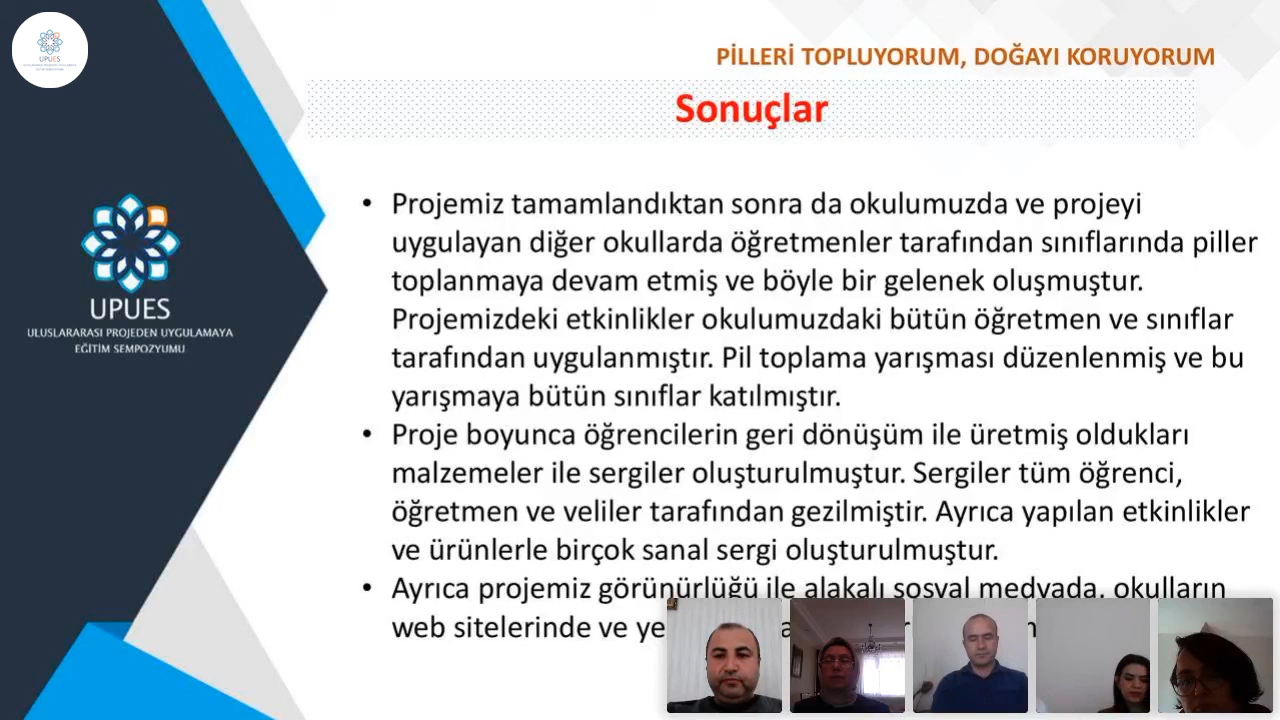 UPUES
PİLLERİ TOPLUYORUM, DOĞAYI KORUYORUM
Sonuçlar
UPUES
ULUSLARARASI PROJEDEN UYGULAMAYA
EĞİTİM SEMPOZYUMU
• Projemiz tamamlandıktan sonra da okulumuzda ve projeyi
uygulayan diğer okullarda öğretmenler tarafından sınıflarında piller
toplanmaya devam etmiş ve böyle bir gelenek oluşmuştur.
Projemizdeki etkinlikler okulumuzdaki bütün öğretmen ve sınıflar
tarafından uygulanmıştır. Pil toplama yarışması düzenlenmiş ve bu
yarışmaya bütün sınıflar katılmıştır.
• Proje boyunca öğrencilerin geri dönüşüm ile üretmiş oldukları
malzemeler ile sergiler oluşturulmuştur. Sergiler tüm öğrenci,
öğretmen ve veliler tarafından gezilmiştir. Ayrıca yapılan etkinlikler
ve ürünlerle birçok sanal sergi oluşturulmuştur.
• Ayrıca projemiz görünürlüğü ile alakalı sosyal medyada, okulların
web sitelerinde ve